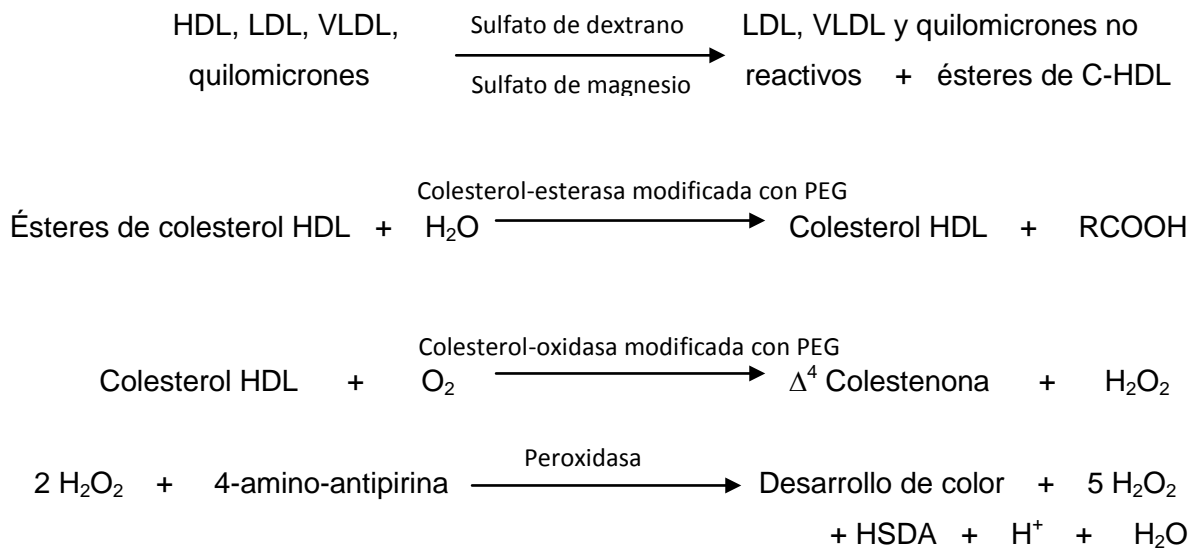 HDL, LDL, VLDL, Sulfato de dextrano LDL, VLDL y quilomicrones no
quilomicrones Sulfato de magnesio reactivos + ésteres de C-HDL
Colesterol-esterasa modificada con PEG
Ésteres de colesterol HDL + H₂O Colesterol HDL + RCOOH
Colesterol-oxidasa modificada con PEG
Colesterol HDL + O₂ Δ⁴ Colestenona + H₂O₂
Peroxidasa
2 H₂O₂ + 4-amino-antipirina Desarrollo de color + 5 H₂O₂
+ HSDA + H⁺ + H₂O